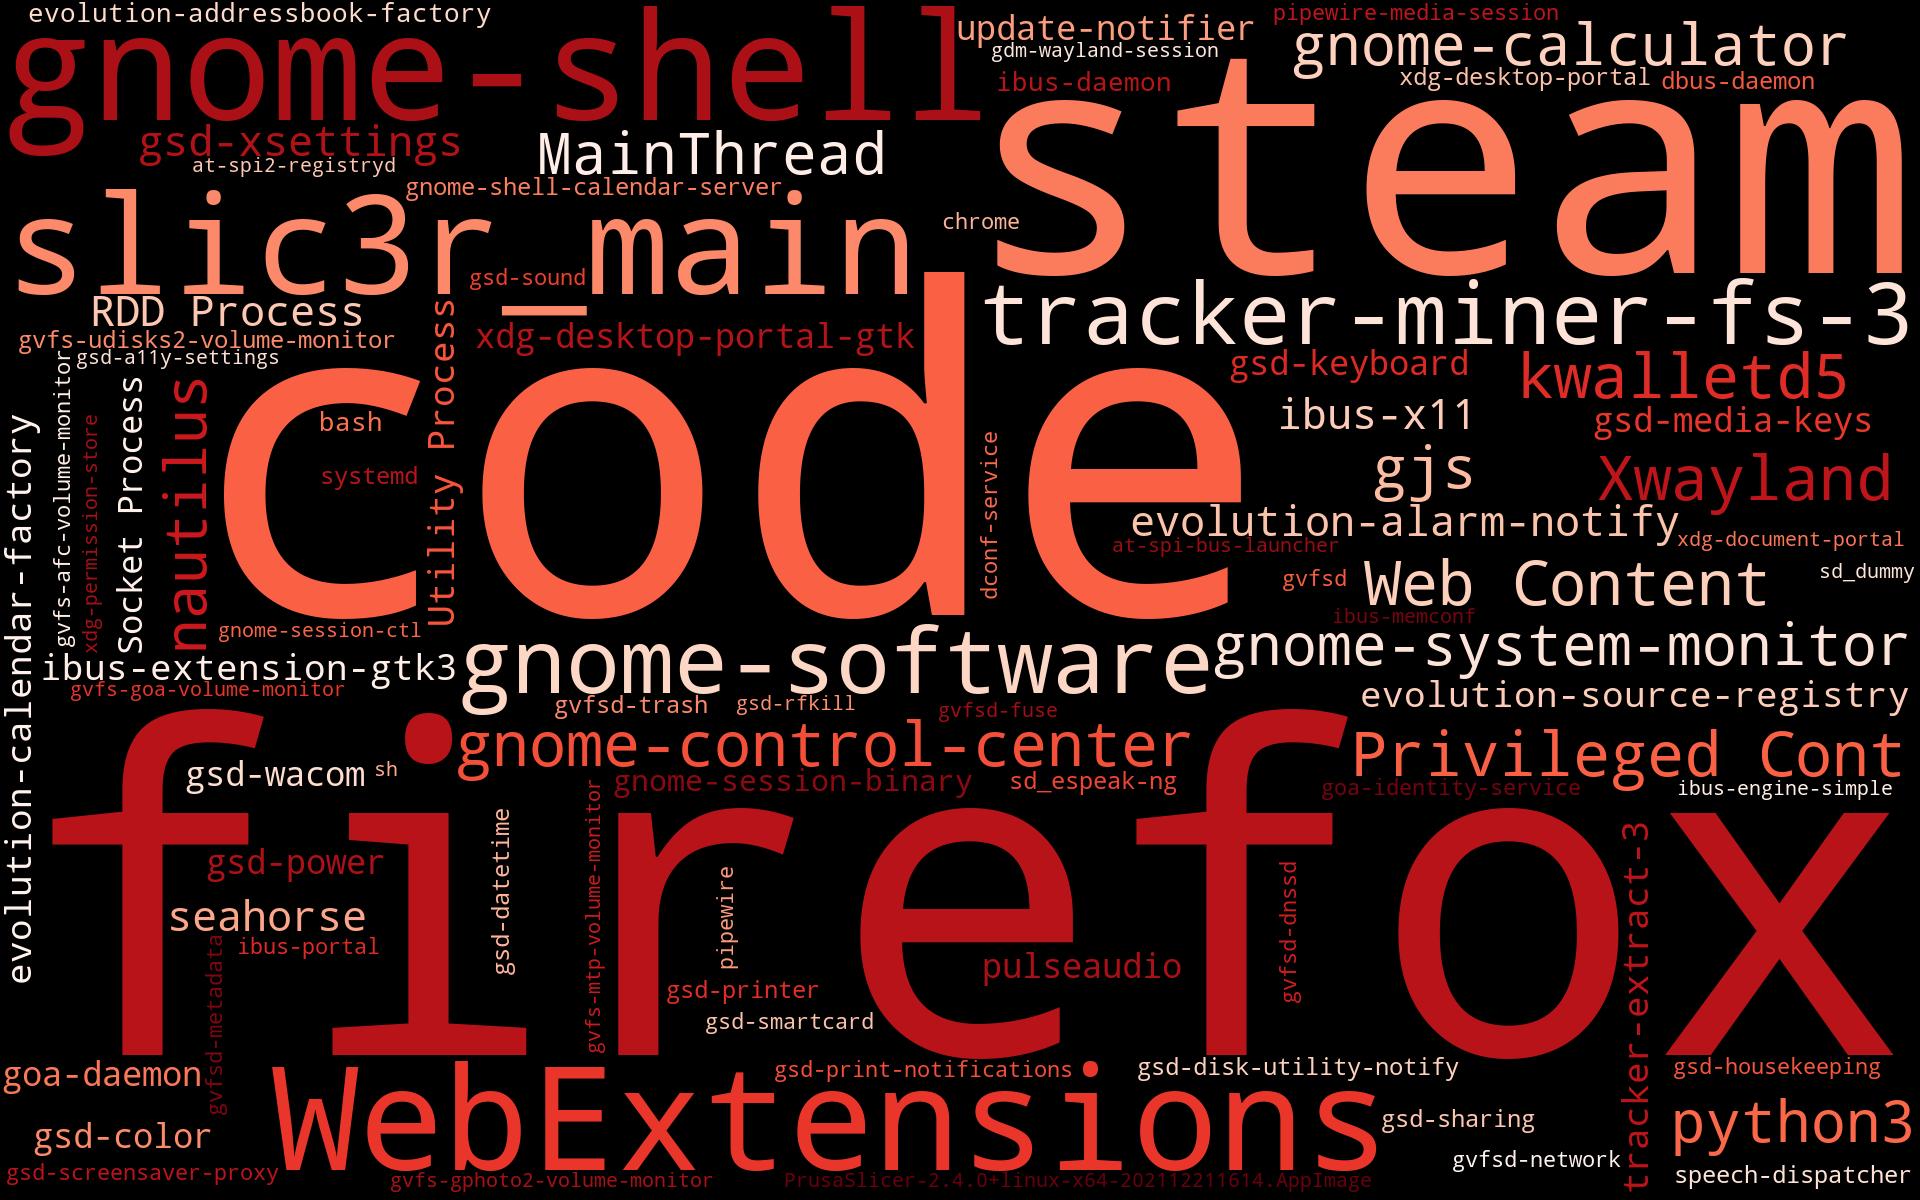 evolution-addressbook-factory
gnome-shell
update-notifier
pipewire-media-session
gdm-wayland-session
gnome-calculator
ibus-daemon
xdg-desktop-portal
dbus-daemon
steam
gsd-xsettings
MainThread
at-spi2-registryd
gnome-shell-calendar-server
slic3r_main
chrome
gsd-sound
RDD Process
tracker-miner-fs-3
gvfs-udisks2-volume-monitor
xdg-desktop-portal-gtk
gsd-a11y-settings
gsd-keyboard
kwalletd5
code
bash
systemd
ibus-x11
gsd-media-keys
gjs
Xwayland
evolution-calendar-factory
gvfs-afc-volume-monitor
xdg-permission-store
Socket Process
nautilus
Utility Process
dconf-service
evolution-alarm-notify
at-spi-bus-launcher
xdg-document-portal
gvfsd
Web Content
sd_dummy
ibus-memconf
gnome-session-ctl
gnome-software
gnome-system-monitor
ibus-extension-gtk3
gvfs-goa-volume-monitor
evolution-source-registry
gvfsd-trash
gsd-rfkill
gvfsd-fuse
gnome-control-center
Privileged Cont
gsd-wacom
sh
gnome-session-binary
sd_espeak-ng
goa-identity-service
ibus-engine-simple
firefox
gsd-power
seahorse
ibus-portal
gvfsd-metadata
gsd-datetime
gvfs-mtp-volume-monitor
pipewire
pulseaudio
gsd-printer
gsd-smartcard
gvfsd-dnssd
tracker-extract-3
goa-daemon
gsd-print-notifications
gsd-disk-utility-notify
gsd-housekeeping
WebExtensions
gsd-color
gsd-sharing
python3
gvfsd-network
gsd-screensaver-proxy
gvfs-gphoto2-volume-monitor
PrusaSlicer-2.4.0+linux-x64-202112211614.AppImage
speech-dispatcher